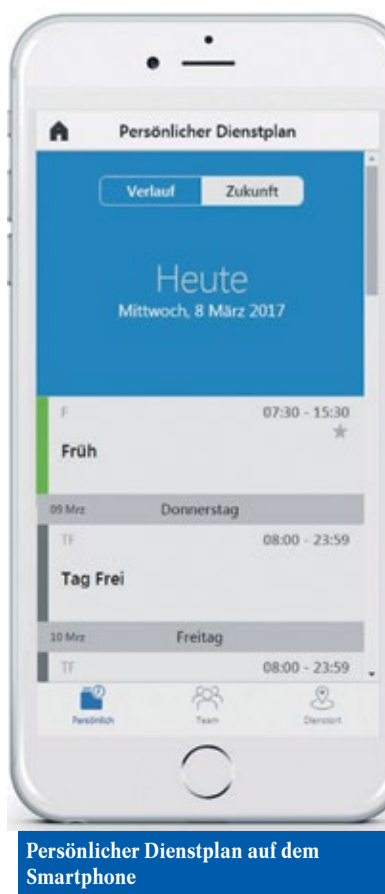 Persönlicher Dienstplan
Verlauf Zukunft
Heute
Mittwoch, 8 März 2017
F 07:30 - 15:30
Früh
09 Mrz Donnerstag
TF 08:00 - 23:59
Tag Frei
10 Mrz Freitag
TF 08:00 - 23:59
Persönlich Team Dienstort
Persönlicher Dienstplan auf dem
Smartphone